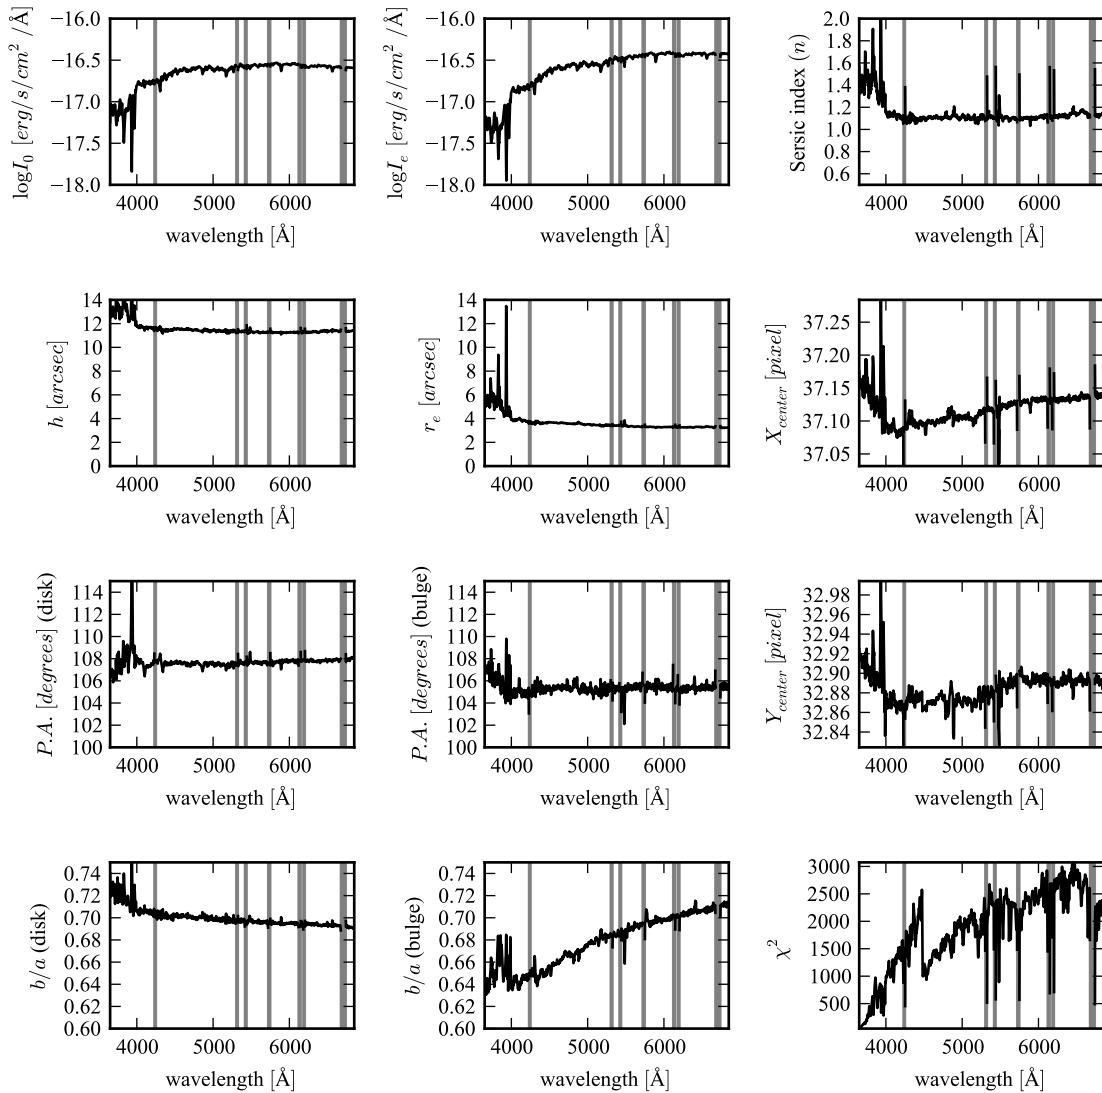 logI₀ [erg/s/cm² /Å]
−16.0
−16.5
−17.0
−17.5
−18.0
4000 5000 6000
wavelength [Å]
logIₑ [erg/s/cm² /Å]
−16.0
−16.5
−17.0
−17.5
−18.0
4000 5000 6000
wavelength [Å]
Sersic index (n)
2.0
1.8
1.6
1.4
1.2
1.0
0.8
0.6
4000 5000 6000
wavelength [Å]
h [arcsec]
14
12
10
8
6
4
2
0
4000 5000 6000
wavelength [Å]
rₑ [arcsec]
14
12
10
8
6
4
2
0
4000 5000 6000
wavelength [Å]
X_center [pixel]
37.25
37.20
37.15
37.10
37.05
4000 5000 6000
wavelength [Å]
P.A. [degrees] (disk)
114
112
110
108
106
104
102
100
4000 5000 6000
wavelength [Å]
P.A. [degrees] (bulge)
114
112
110
108
106
104
102
100
4000 5000 6000
wavelength [Å]
Y_center [pixel]
32.98
32.96
32.94
32.92
32.90
32.88
32.86
32.84
4000 5000 6000
wavelength [Å]
b/a (disk)
0.74
0.72
0.70
0.68
0.66
0.64
0.62
0.60
4000 5000 6000
wavelength [Å]
b/a (bulge)
0.74
0.72
0.70
0.68
0.66
0.64
0.62
0.60
4000 5000 6000
wavelength [Å]
χ²
3000
2500
2000
1500
1000
500
4000 5000 6000
wavelength [Å]